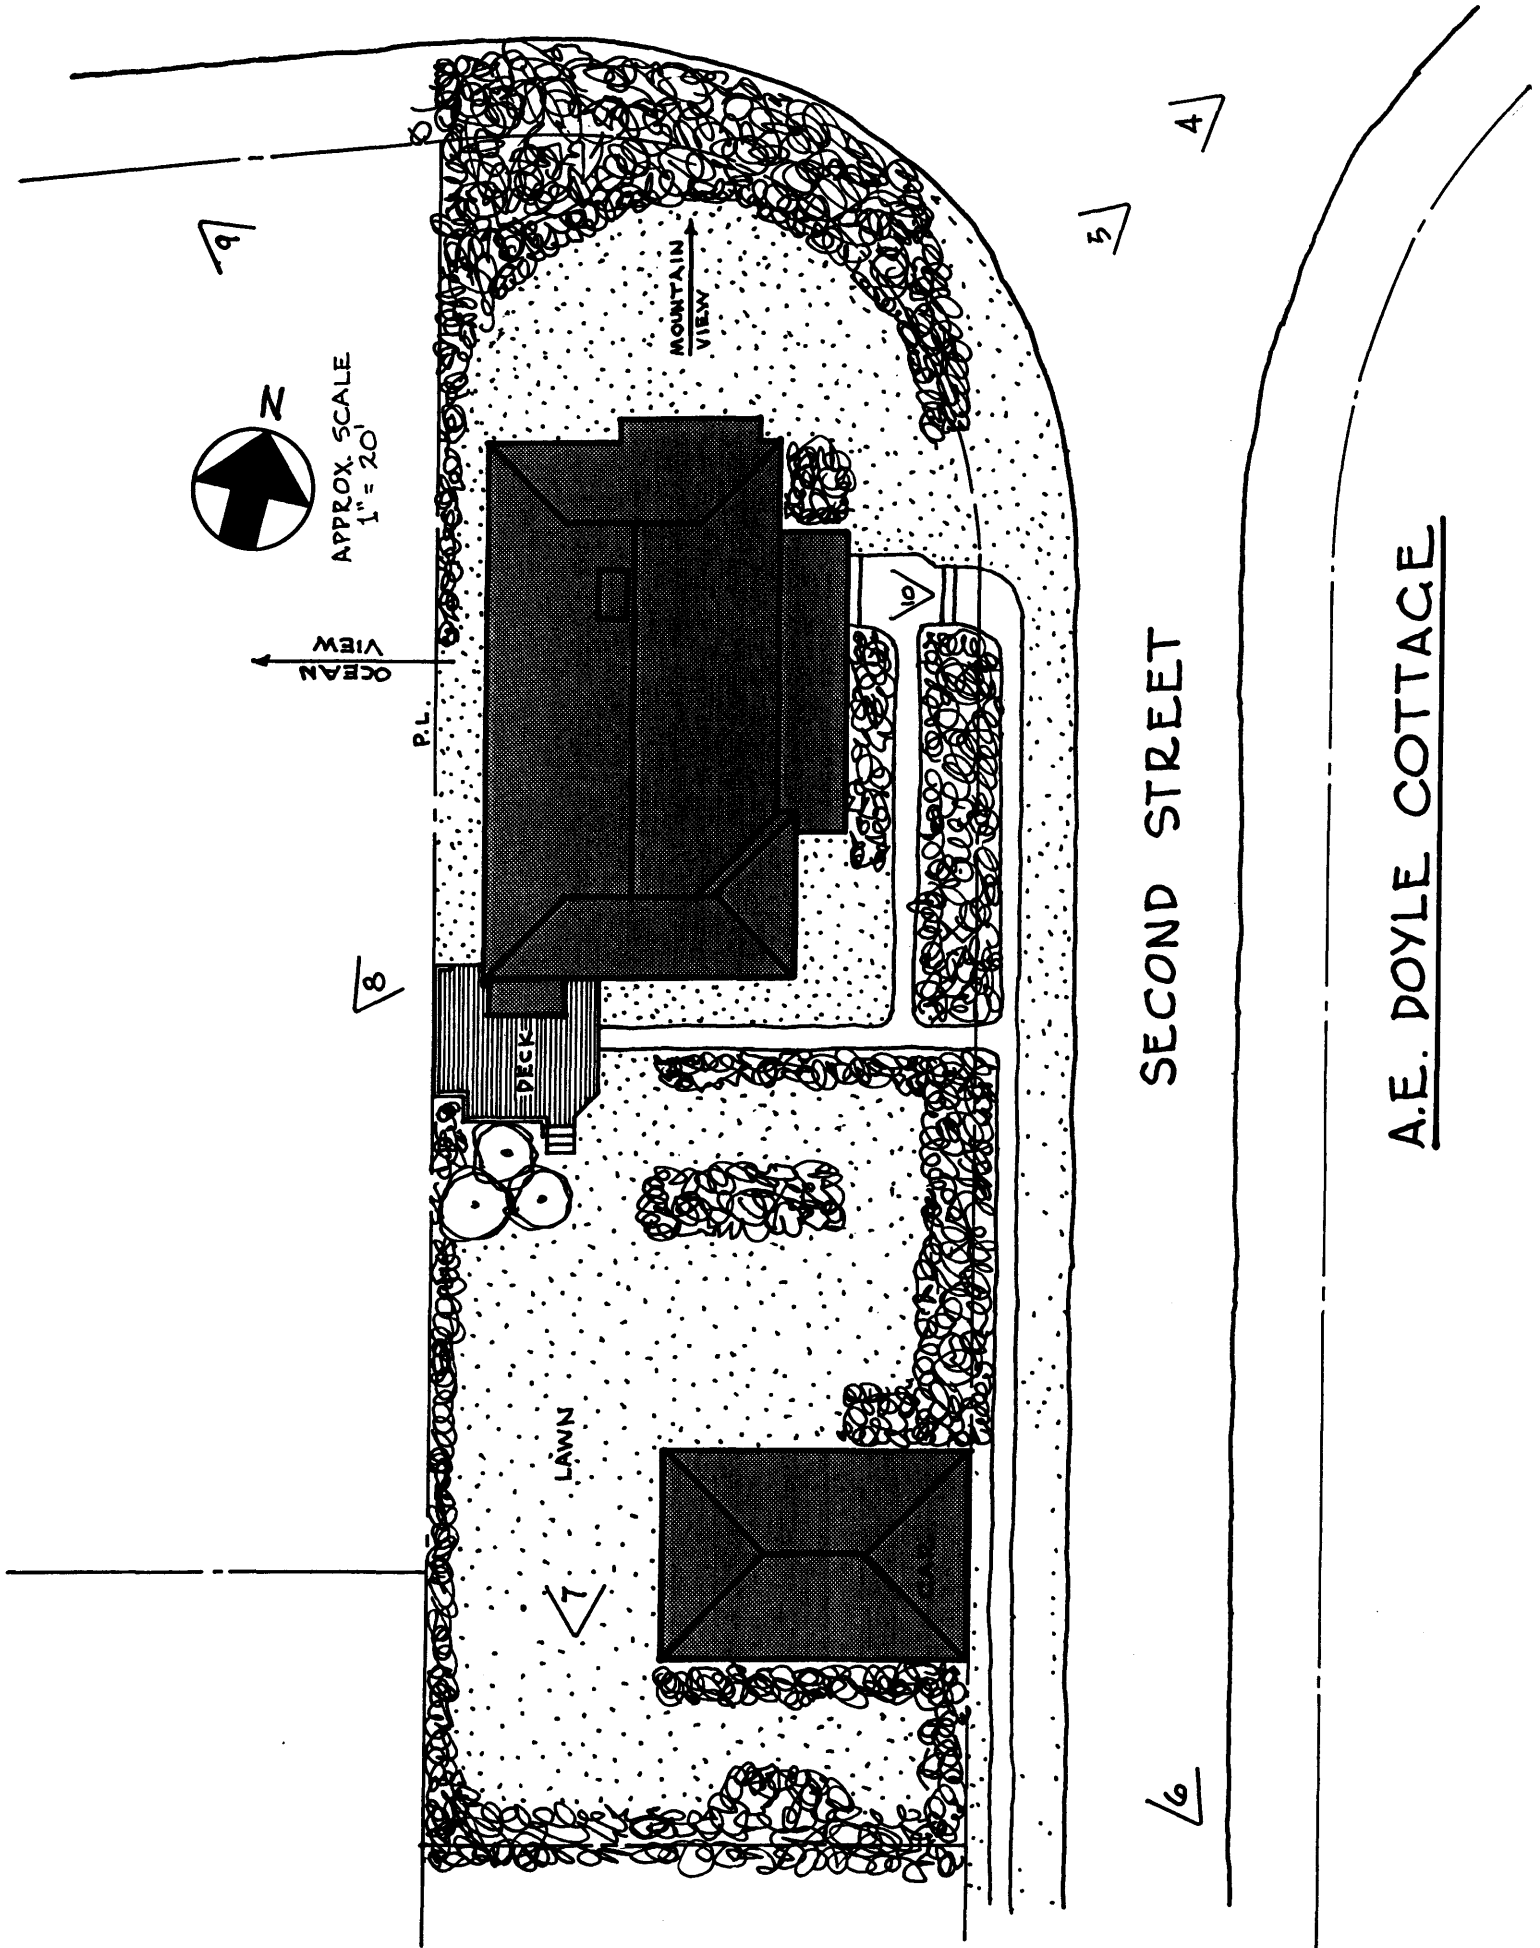 4
5
9
MOUNTAIN
VIEW
N
APPROX. SCALE
1" = 20'
10
OCEAN
VIEW
P.L.
8
DECK
SECOND STREET
A.E. DOYLE COTTAGE
LAWN
7
GAR.
6